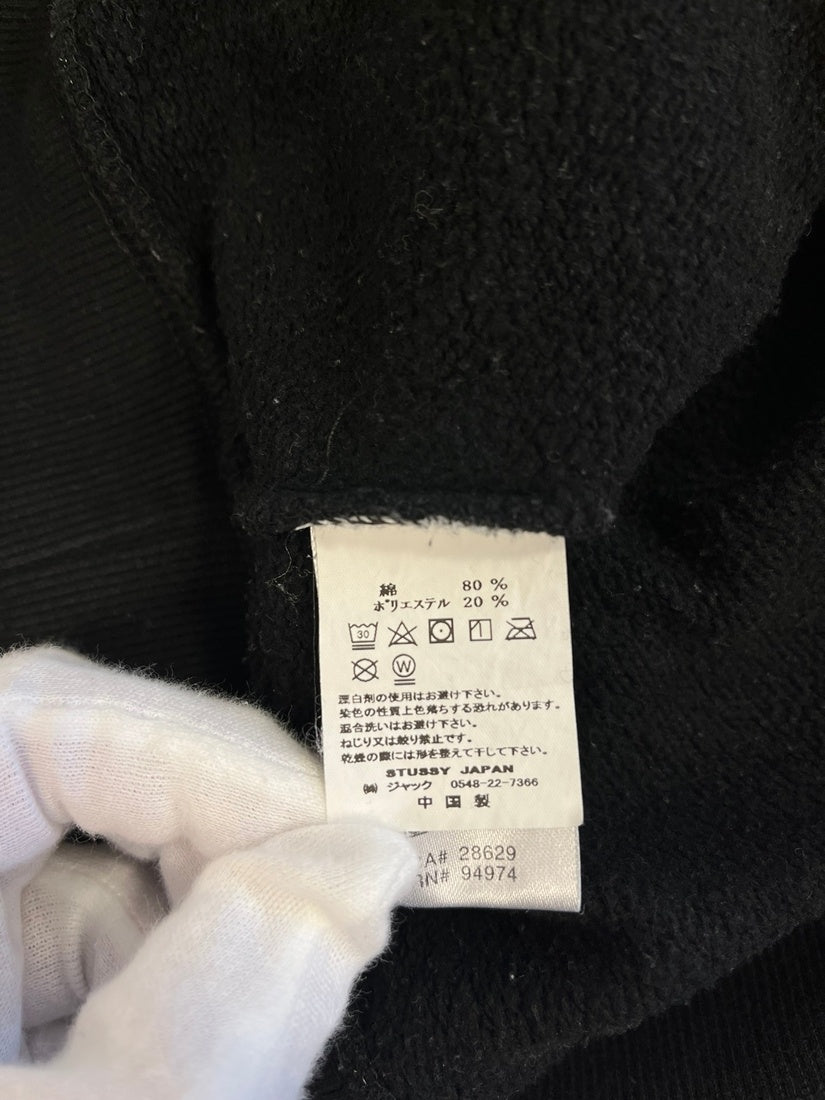 綿 80 %
ポリエステル 20 %
30
W
漂白剤の使用はお避け下さい。
染色の性質上色落ちする恐れがあります。
混合洗いはお避け下さい。
ねじり又は絞り禁止です。
乾燥の際には形を整えて干して下さい。
STUSSY JAPAN
㈱ ジャック 0548-22-7366
中国製
A# 28629
RN# 94974